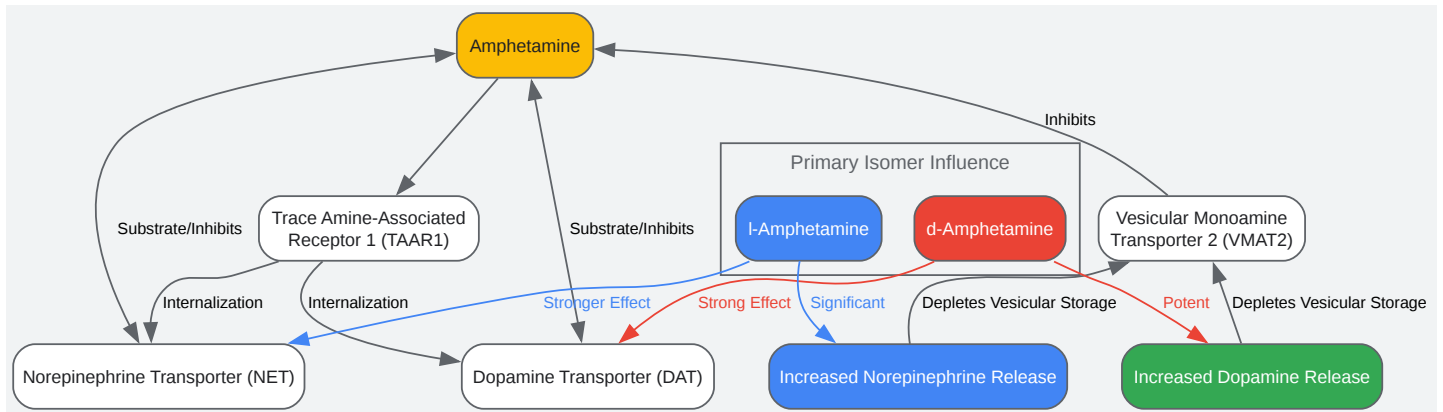 Amphetamine
Inhibits
Primary Isomer Influence
Trace Amine-Associated
Receptor 1 (TAAR1)
l-Amphetamine
d-Amphetamine
Vesicular Monoamine
Transporter 2 (VMAT2)
Substrate/Inhibits
Substrate/Inhibits
Internalization
Internalization
Stronger Effect
Strong Effect
Significant
Depletes Vesicular Storage
Potent
Depletes Vesicular Storage
Norepinephrine Transporter (NET)
Dopamine Transporter (DAT)
Increased Norepinephrine Release
Increased Dopamine Release